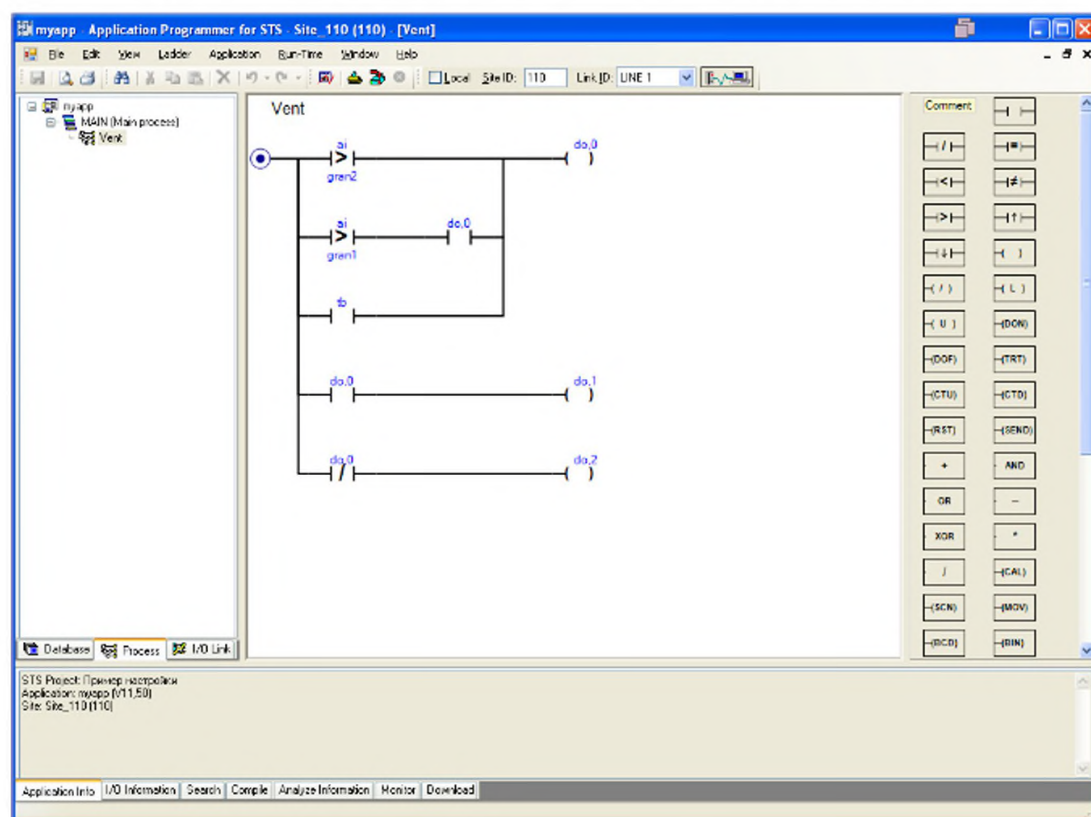 myapp - Application Programmer for STS - Site_110 (110) - [Vent]
File Edit View Ladder Application Run-Time Window Help
Local Site ID: 110 Link ID: LINE 1
myapp
MAIN (Main process)
Vent
Vent
ai
>
gran2
do,0
( )
ai
>
gran1
do,0
tb
do,0
do,1
( )
do,0
/
do,2
( )
Comment
/ =
< ≠
> ↑
↓ ( )
( / ) ( L )
( U ) (DON)
(DOF) (TRT)
(CTU) (CTD)
(RST) (SEND)
+ AND
OR -
XOR *
/ (CAL)
(SCN) (MOV)
(BCD) (BIN)
Database Process I/O Link
STS Project: Пример настройки
Application: myapp (V11,50)
Site: Site_110 (110)
Application Info I/O Information Search Compile Analyze Information Monitor Download